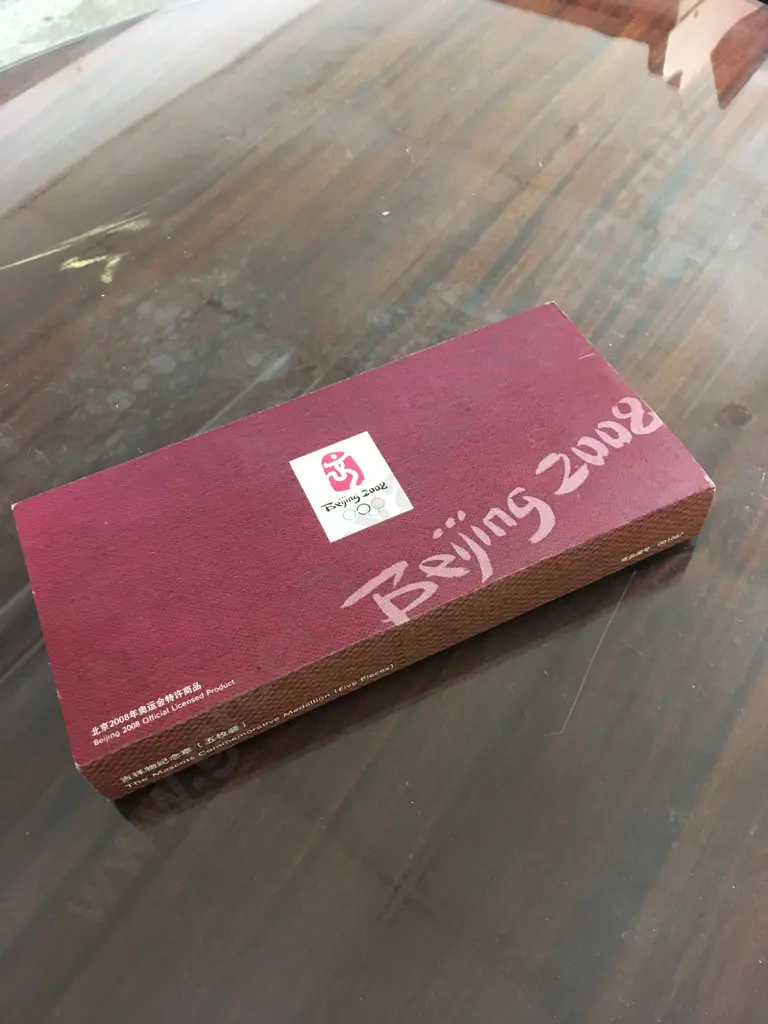 Beijing 2008
Beijing 2008
北京2008年奥运会特许商品
Beijing 2008 Official Licensed Product
吉祥物纪念章（五枚装）
The Mascots Commemorative Medallion (Five Pieces)